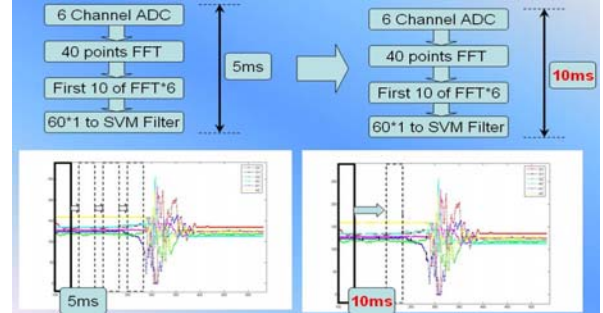 6 Channel ADC
40 points FFT
First 10 of FFT*6
60*1 to SVM Filter
5ms
6 Channel ADC
40 points FFT
First 10 of FFT*6
60*1 to SVM Filter
10ms
5ms
10ms